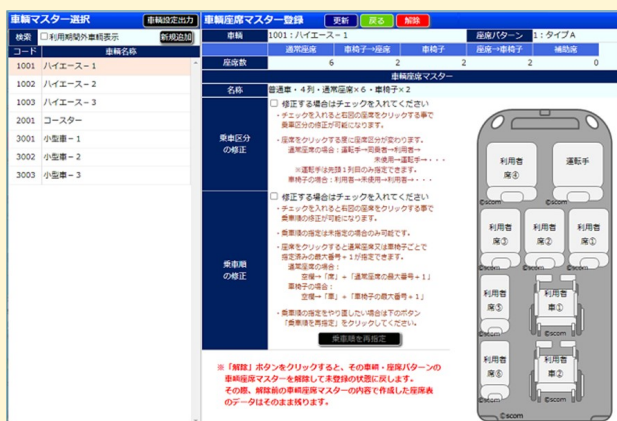 車輌マスター選択
車輌設定出力
検索
利用期間外車輌表示
新規追加
コード
車輌名称
1001 ハイエース－1
1002 ハイエース－2
1003 ハイエース－3
2001 コースター
3001 小型車－1
3002 小型車－2
3003 小型車－3
車輌座席マスター登録
更新
戻る
解除
車輌
1001：ハイエース－1
座席パターン
1：タイプA
通常座席
車椅子→座席
車椅子
座席→車椅子
補助席
座席数
6
2
2
2
0
車輌座席マスター
名称
普通車・4列・通常座席×6・車椅子×2
乗車区分
の修正
修正する場合はチェックを入れてください
・チェックを入れると右図の座席をクリックする事で
乗車区分の修正が可能になります。
・座席をクリックする度に座席区分が変わります。
通常座席の場合：運転手→同乗者→利用者→
未使用→運転手→・・・
※運転手は先頭1列目のみ指定できます。
車椅子の場合：利用者→未使用→利用者→・・・
乗車順
の修正
修正する場合はチェックを入れてください
・チェックを入れると右図の座席をクリックする事で
乗車順の修正が可能になります。
・乗車順の指定は未指定の場合のみ可能です。
・座席をクリックすると通常座席又は車椅子ごとで
指定済みの最大番号＋1が指定できます。
通常座席の場合：
空欄→「席」＋「通常座席の最大番号＋1」
車椅子の場合：
空欄→「車」＋「車椅子の最大番号＋1」
・乗車順の指定をやり直したい場合は下のボタン
「乗車順を再指定」をクリックしてください。
乗車順を再指定
※「解除」ボタンをクリックすると、その車輌・座席パターンの
車輌座席マスターを解除して未登録の状態に戻します。
その際、解除前の車輌座席マスターの内容で作成した座席表
のデータはそのまま残ります。
利用者
席④
運転手
©scom
©scom
利用者
席③
利用者
席②
利用者
席①
©scom
©scom
©scom
利用者
席⑤
利用者
車①
©scom
©scom
利用者
席⑥
利用者
車②
©scom
©scom
©scom